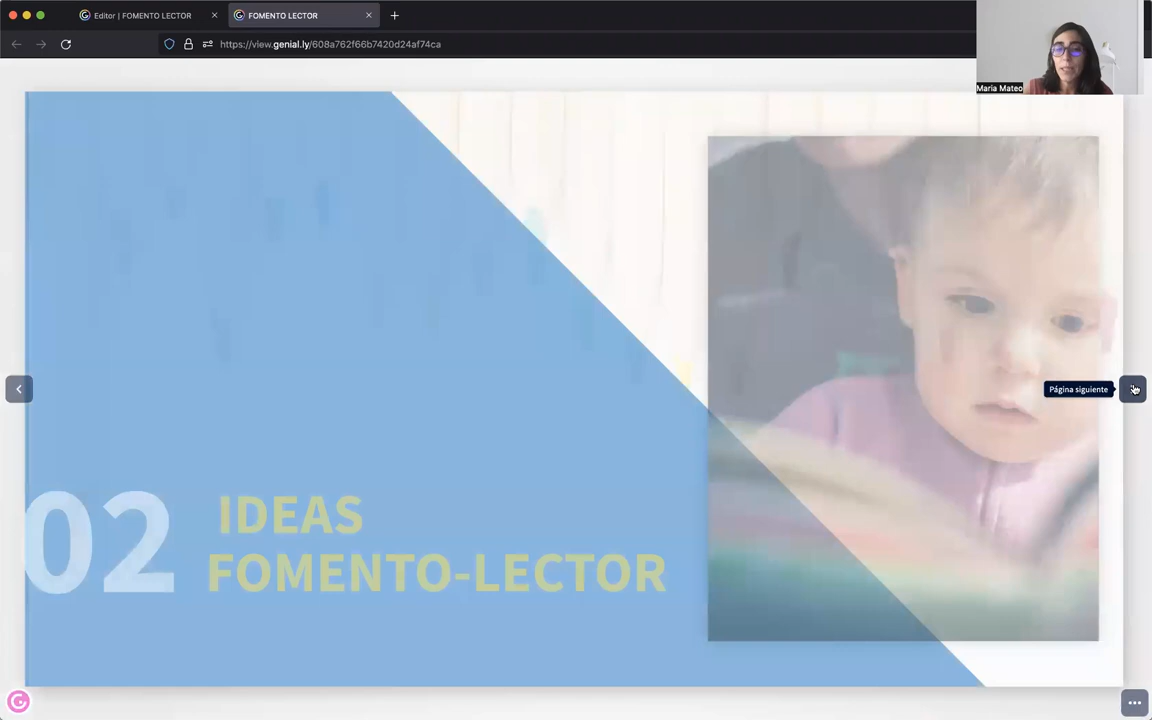 Editor | FOMENTO LECTOR
FOMENTO LECTOR
https://view.genial.ly/608a762f66b7420d24af74ca
Maria Mateo
Página siguiente
02
IDEAS
FOMENTO-LECTOR